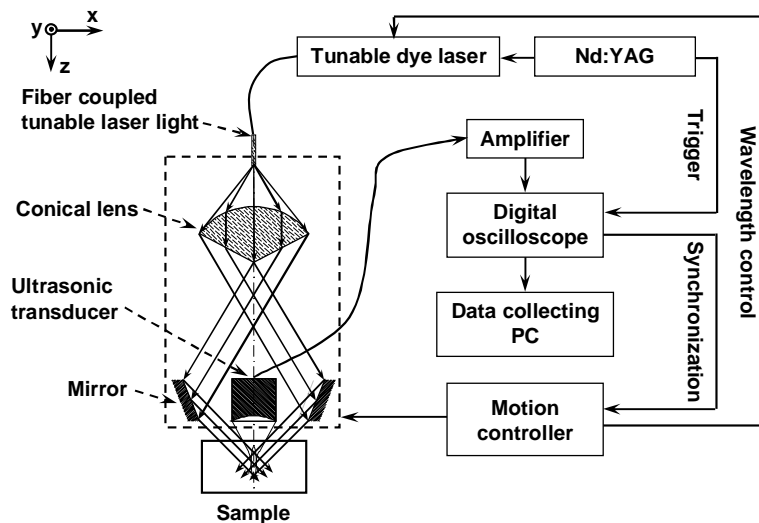 y
x
z
Tunable dye laser
Nd:YAG
Fiber coupled
tunable laser light
Trigger
Wavelength control
Amplifier
Conical lens
Digital
oscilloscope
Ultrasonic
transducer
Synchronization
Data collecting
PC
Mirror
Motion
controller
Sample